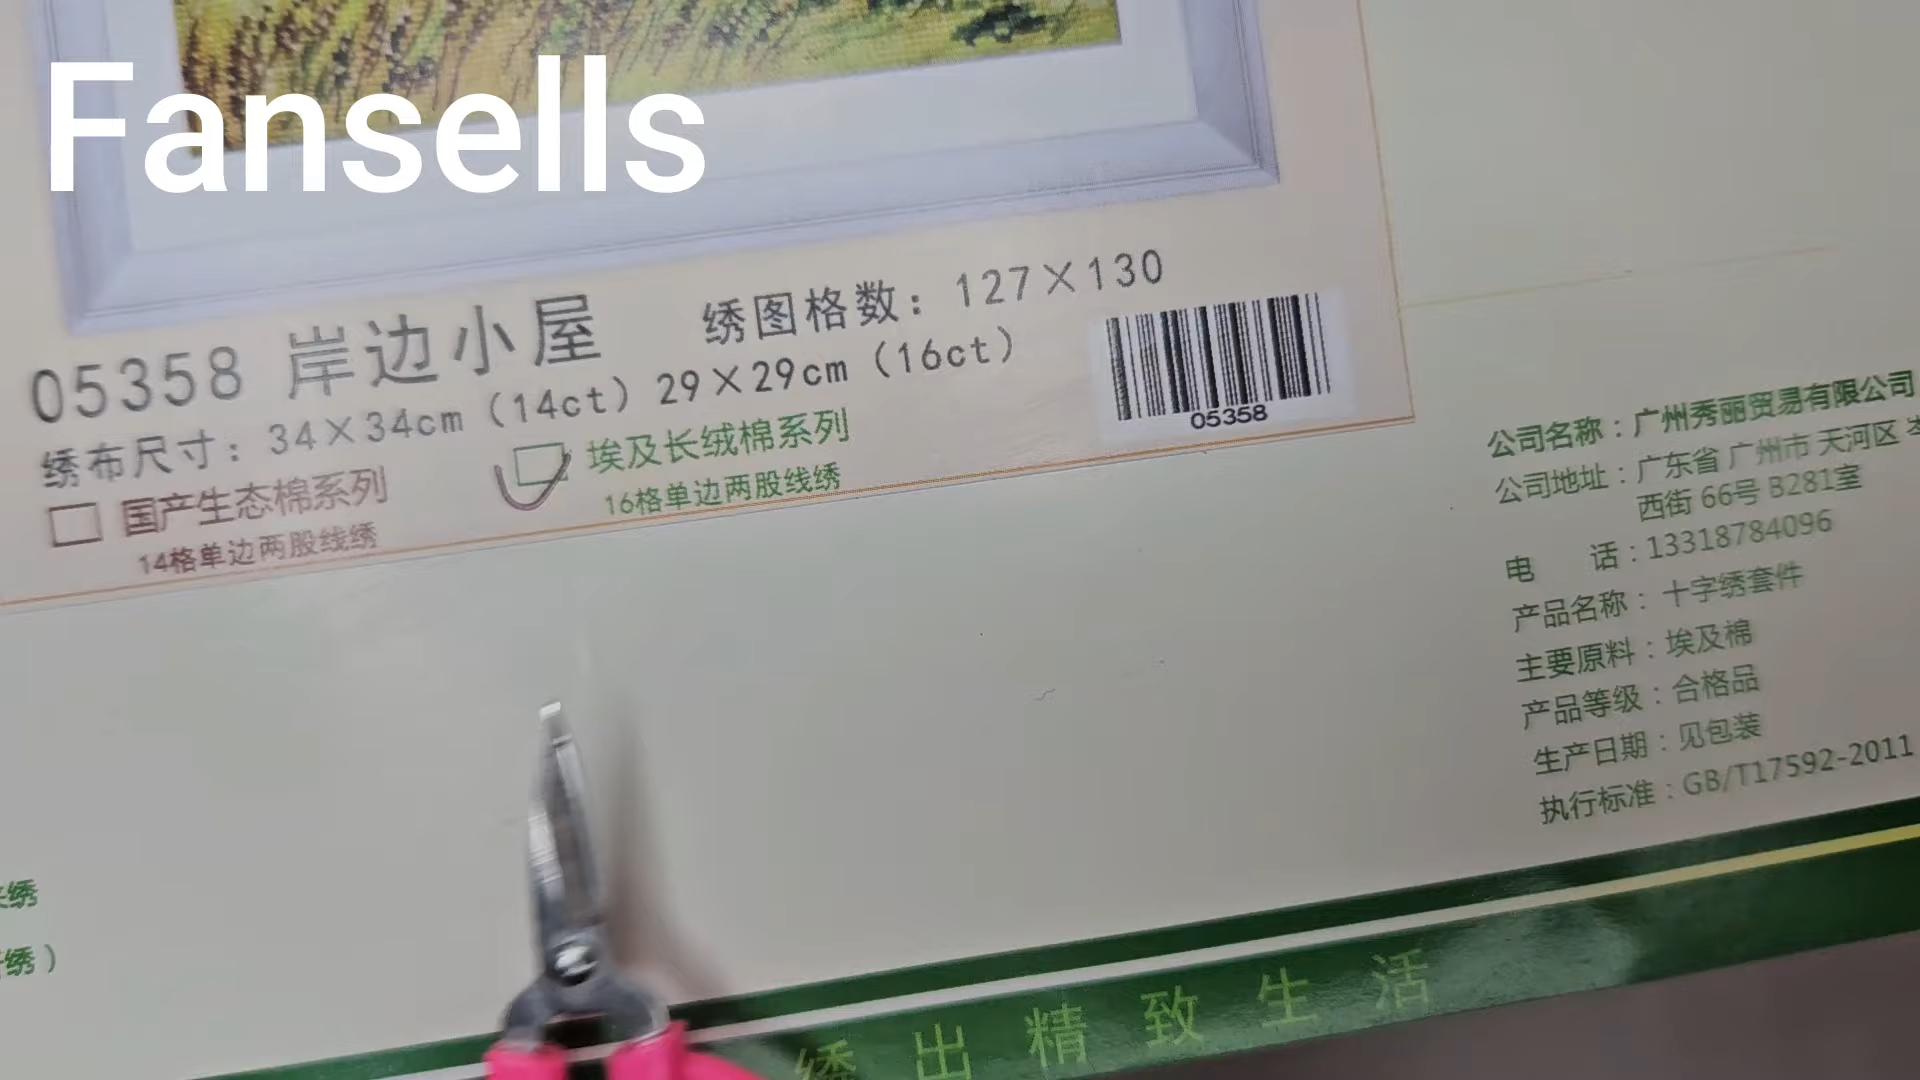 Fansells
05358 岸边小屋
绣图格数：127×130
绣布尺寸：34×34cm（14ct）29×29cm（16ct）
国产生态棉系列
14格单边两股线绣
埃及长绒棉系列
16格单边两股线绣
05358
公司名称：广州秀丽贸易有限公司
公司地址：广东省 广州市 天河区
西街 66号 B281室
电 话：13318784096
产品名称：十字绣套件
主要原料：埃及棉
产品等级：合格品
生产日期：见包装
执行标准：GB/T17592-2011
绣
绣）
绣出精致生活